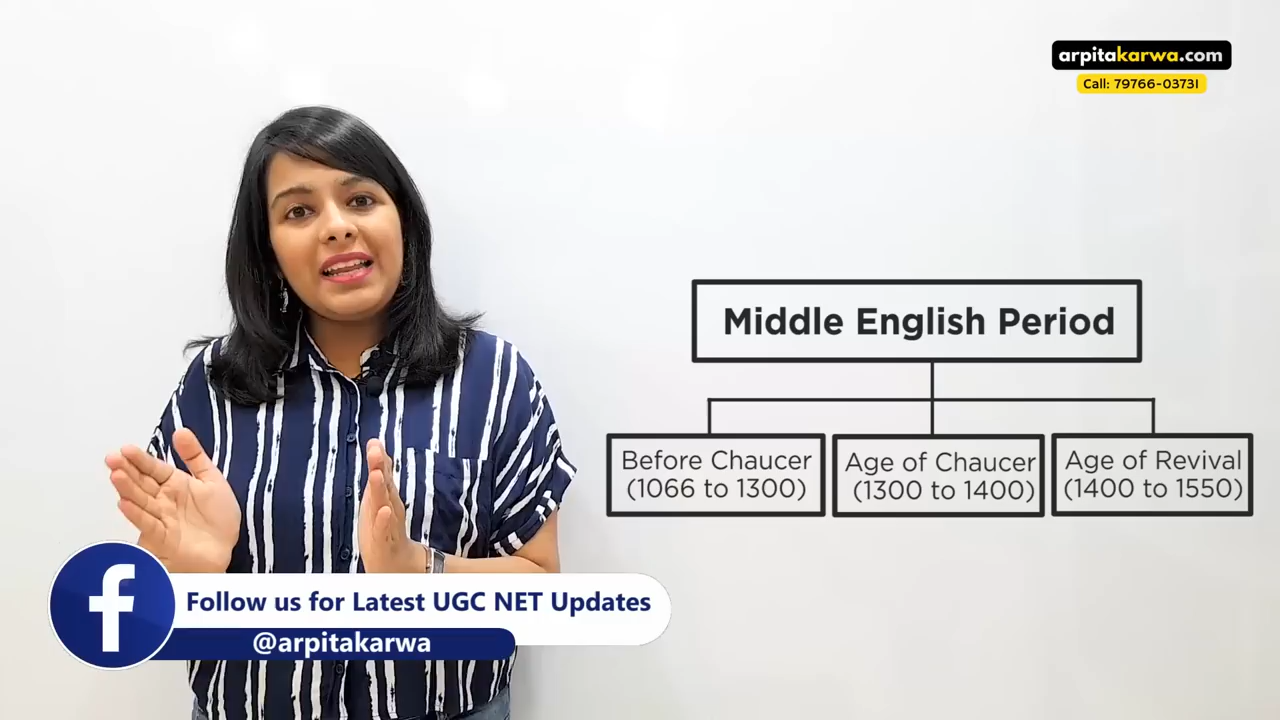 arpitakarwa.com
Call: 79766-03731
Middle English Period
Before Chaucer
(1066 to 1300)
Age of Chaucer
(1300 to 1400)
Age of Revival
(1400 to 1550)
f
Follow us for Latest UGC NET Updates
@arpitakarwa